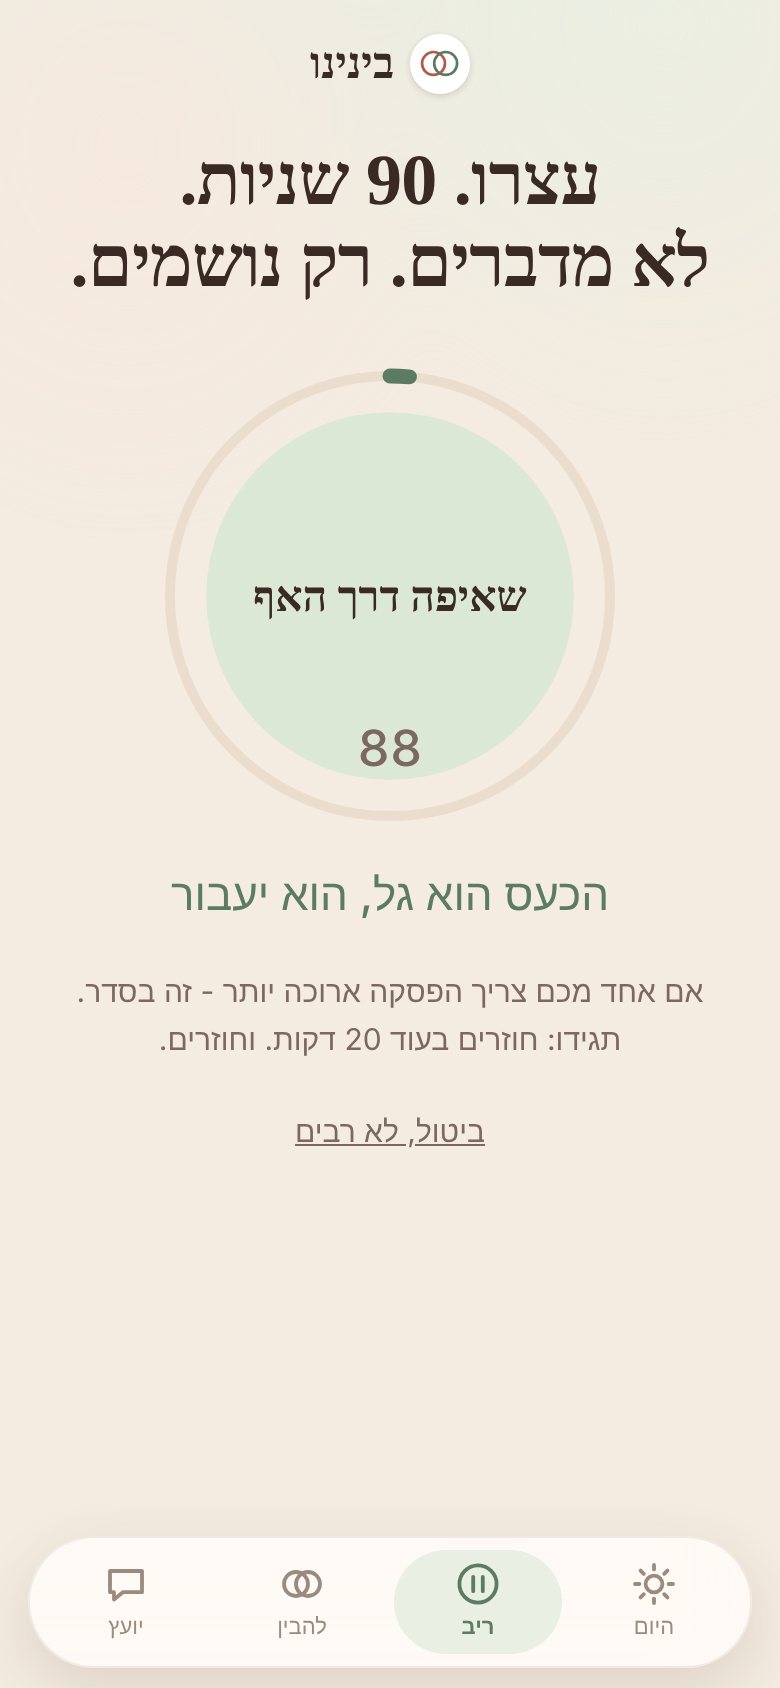 בינינו
עצרו. 90 שניות.
לא מדברים. רק נושמים.
שאיפה דרך האף
88
הכעס הוא גל, הוא יעבור
אם אחד מכם צריך הפסקה ארוכה יותר - זה בסדר.
תגידו: חוזרים בעוד 20 דקות. וחוזרים.
ביטול, לא רבים
היום
ריב
להבין
יועץ